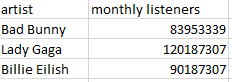 artist monthly listeners
Bad Bunny 83953339
Lady Gaga 120187307
Billie Eilish 90187307